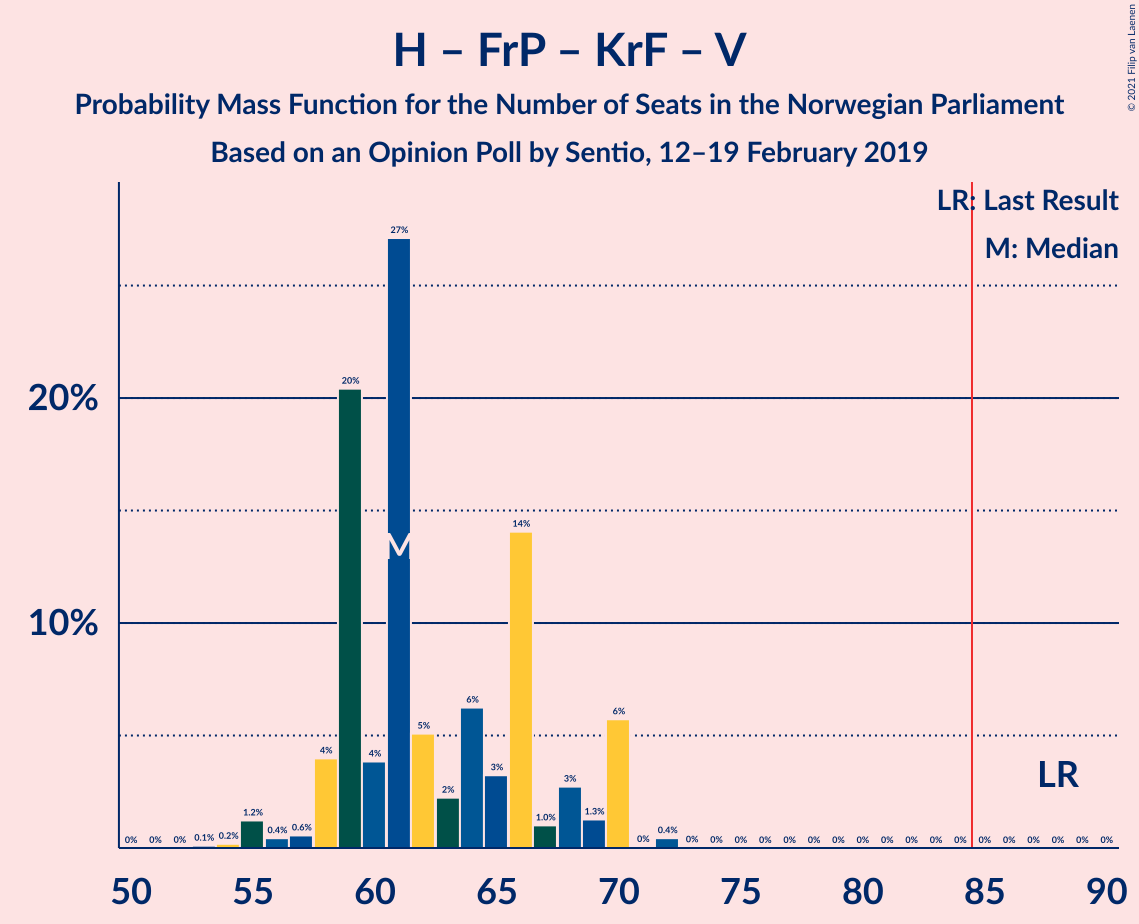 H – FrP – KrF – V
Probability Mass Function for the Number of Seats in the Norwegian Parliament
Based on an Opinion Poll by Sentio, 12–19 February 2019
© 2021 Filip van Laenen
LR: Last Result
M: Median
27%
20%
20%
14%
M
10%
6%
6%
5%
4%
4%
3%
3%
2%
1.2%
1.3%
1.0%
LR
0% 0% 0% 0.1% 0.2% 0.4% 0.6% 0% 0.4% 0% 0% 0% 0% 0% 0% 0% 0% 0% 0% 0% 0% 0% 0% 0% 0% 0% 0%
50 55 60 65 70 75 80 85 90